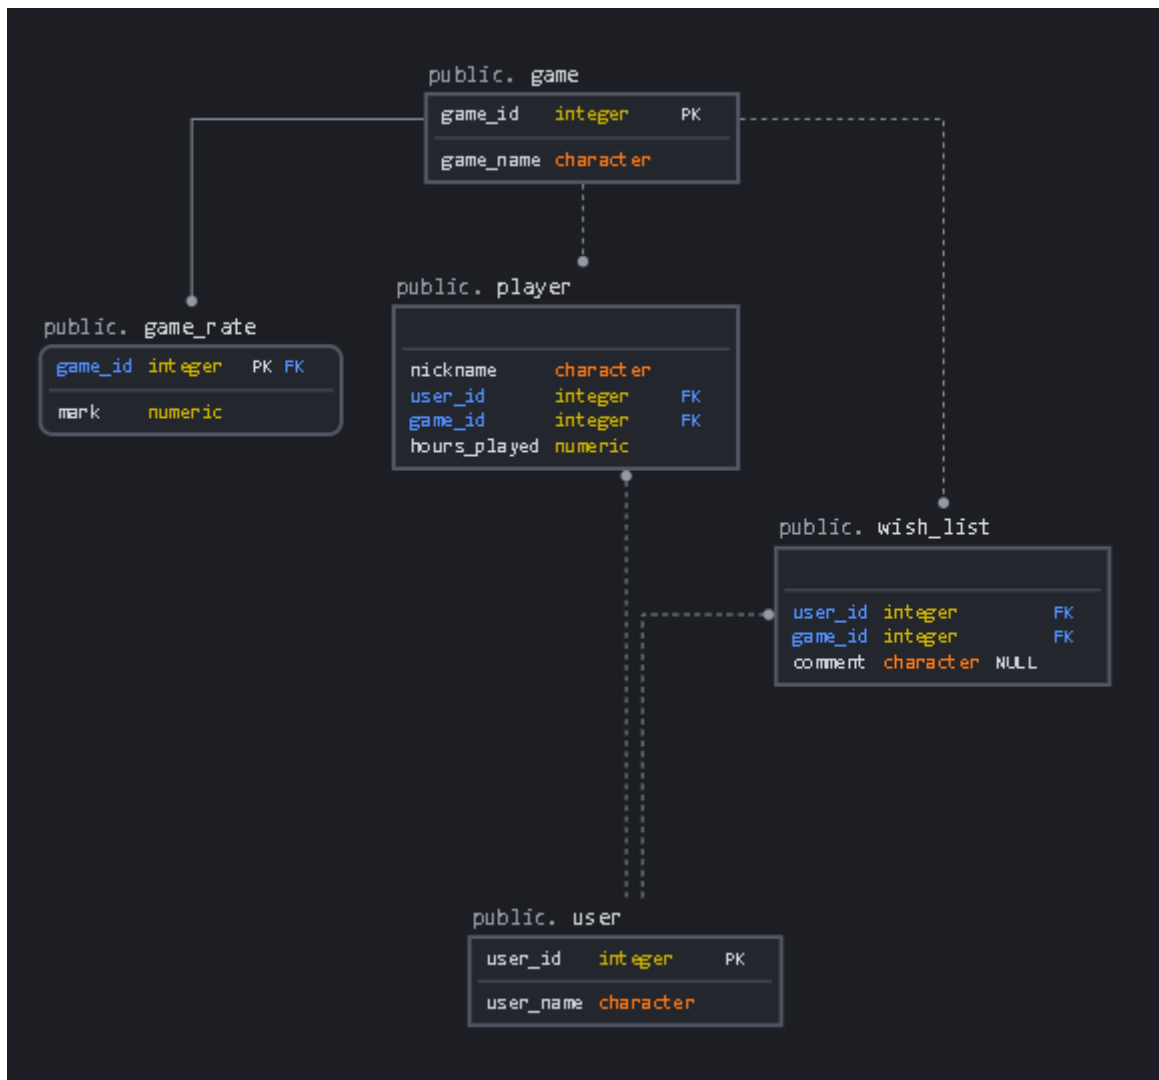 public. game
game_id integer PK
game_name character
public. player
nickname character
user_id integer FK
game_id integer FK
hours_played numeric
public. game_rate
game_id integer PK FK
mark numeric
public. wish_list
user_id integer FK
game_id integer FK
comment character NULL
public. user
user_id integer PK
user_name character